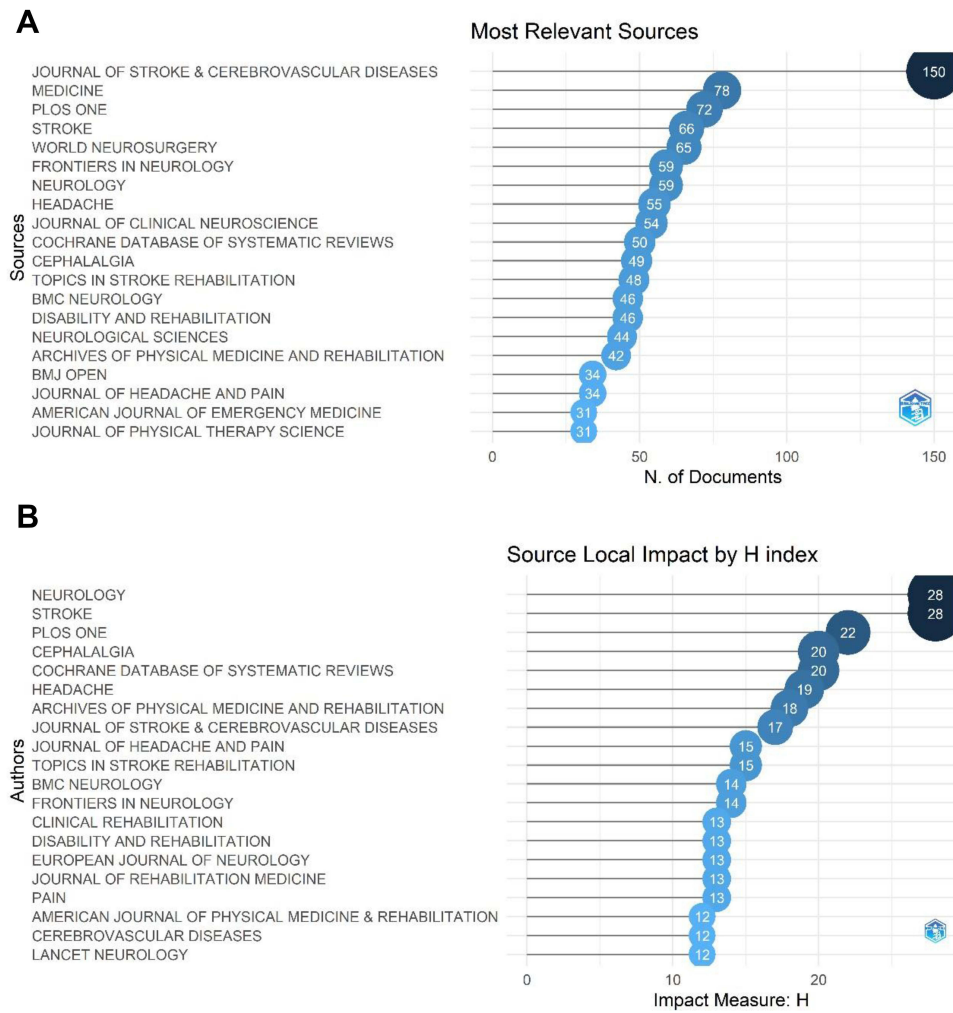 A
Most Relevant Sources
JOURNAL OF STROKE & CEREBROVASCULAR DISEASES 150
MEDICINE 78
PLOS ONE 72
STROKE 66
WORLD NEUROSURGERY 65
FRONTIERS IN NEUROLOGY 59
NEUROLOGY 59
HEADACHE 55
JOURNAL OF CLINICAL NEUROSCIENCE 54
COCHRANE DATABASE OF SYSTEMATIC REVIEWS 50
CEPHALALGIA 49
TOPICS IN STROKE REHABILITATION 48
BMC NEUROLOGY 46
DISABILITY AND REHABILITATION 46
NEUROLOGICAL SCIENCES 44
ARCHIVES OF PHYSICAL MEDICINE AND REHABILITATION 42
BMJ OPEN 34
JOURNAL OF HEADACHE AND PAIN 34
AMERICAN JOURNAL OF EMERGENCY MEDICINE 31
JOURNAL OF PHYSICAL THERAPY SCIENCE 31
Sources
0 50 100 150
N. of Documents
B
Source Local Impact by H index
NEUROLOGY 28
STROKE 28
PLOS ONE 22
CEPHALALGIA 20
COCHRANE DATABASE OF SYSTEMATIC REVIEWS 20
HEADACHE 19
ARCHIVES OF PHYSICAL MEDICINE AND REHABILITATION 18
JOURNAL OF STROKE & CEREBROVASCULAR DISEASES 17
JOURNAL OF HEADACHE AND PAIN 15
TOPICS IN STROKE REHABILITATION 15
BMC NEUROLOGY 14
FRONTIERS IN NEUROLOGY 14
CLINICAL REHABILITATION 13
DISABILITY AND REHABILITATION 13
EUROPEAN JOURNAL OF NEUROLOGY 13
JOURNAL OF REHABILITATION MEDICINE 13
PAIN 13
AMERICAN JOURNAL OF PHYSICAL MEDICINE & REHABILITATION 12
CEREBROVASCULAR DISEASES 12
LANCET NEUROLOGY 12
Authors
0 10 20
Impact Measure: H